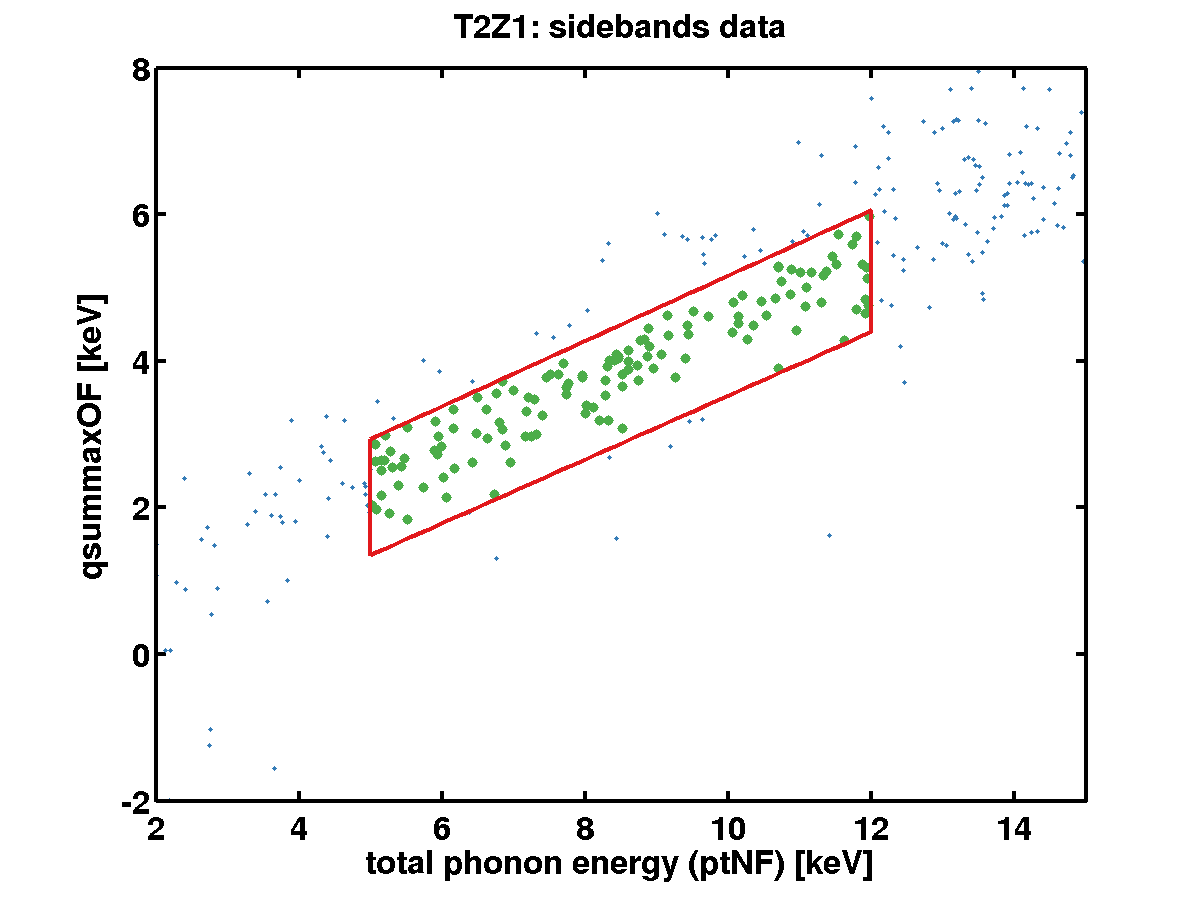 T2Z1: sidebands data
8
6
4
2
0
-2
2 4 6 8 10 12 14
qsummaxOF [keV]
total phonon energy (ptNF) [keV]